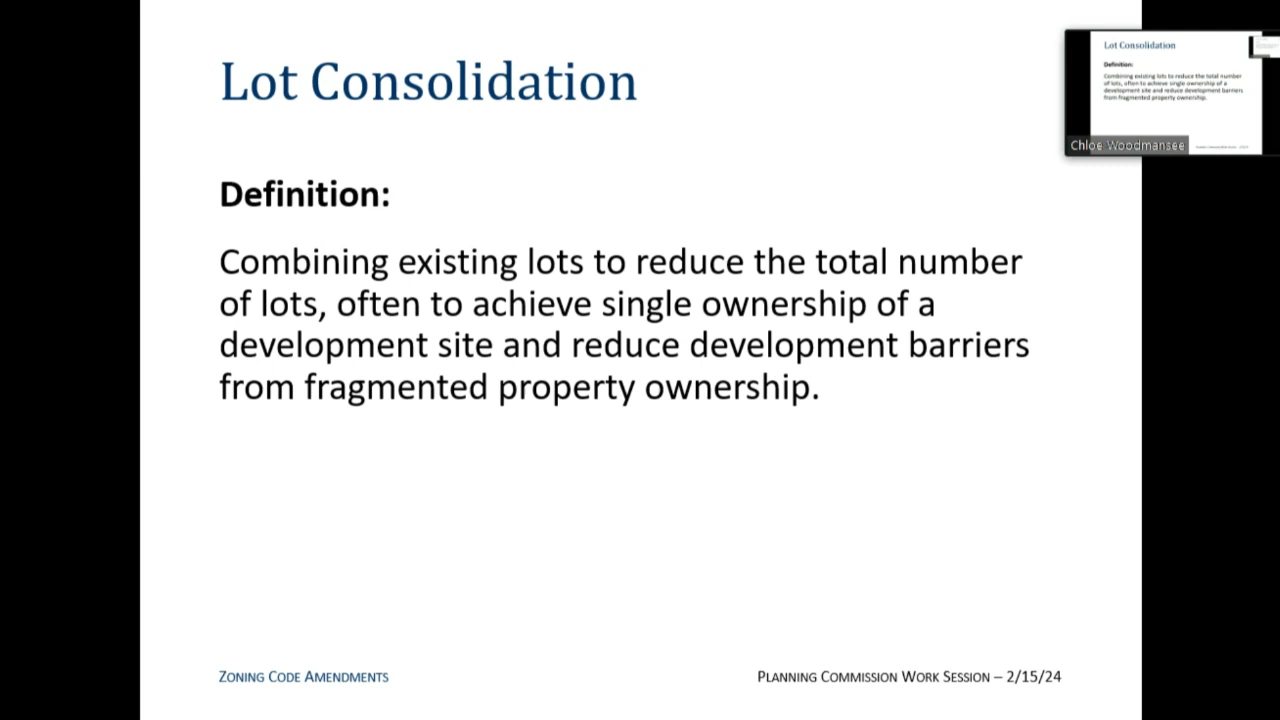 Lot Consolidation
Definition:
Combining existing lots to reduce the total number
of lots, often to achieve single ownership of a
development site and reduce development barriers
from fragmented property ownership.
ZONING CODE AMENDMENTS
PLANNING COMMISSION WORK SESSION – 2/15/24
Lot Consolidation
Definition:
Combining existing lots to reduce the total number
of lots, often to achieve single ownership of a
development site and reduce development barriers
from fragmented property ownership.
Chloe Woodmansee